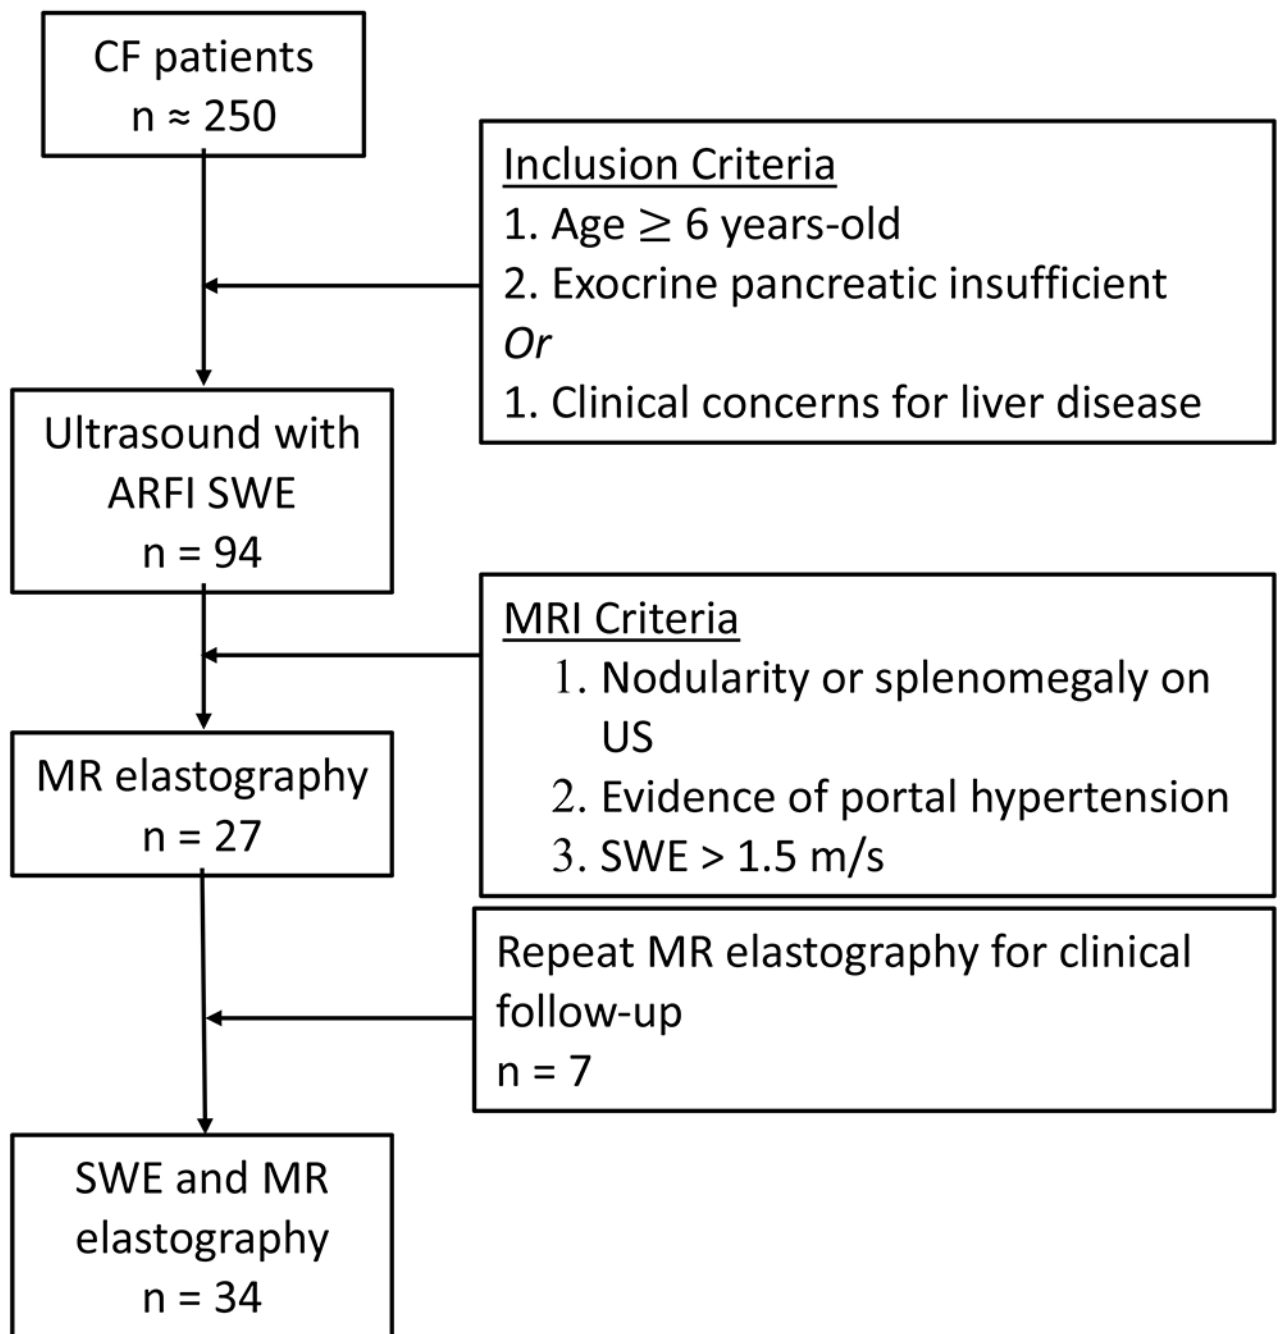 CF patients
n ≈ 250
Inclusion Criteria
1. Age ≥ 6 years-old
2. Exocrine pancreatic insufficient
Or
1. Clinical concerns for liver disease
Ultrasound with
ARFI SWE
n = 94
MRI Criteria
1. Nodularity or splenomegaly on
US
2. Evidence of portal hypertension
3. SWE > 1.5 m/s
MR elastography
n = 27
Repeat MR elastography for clinical
follow-up
n = 7
SWE and MR
elastography
n = 34